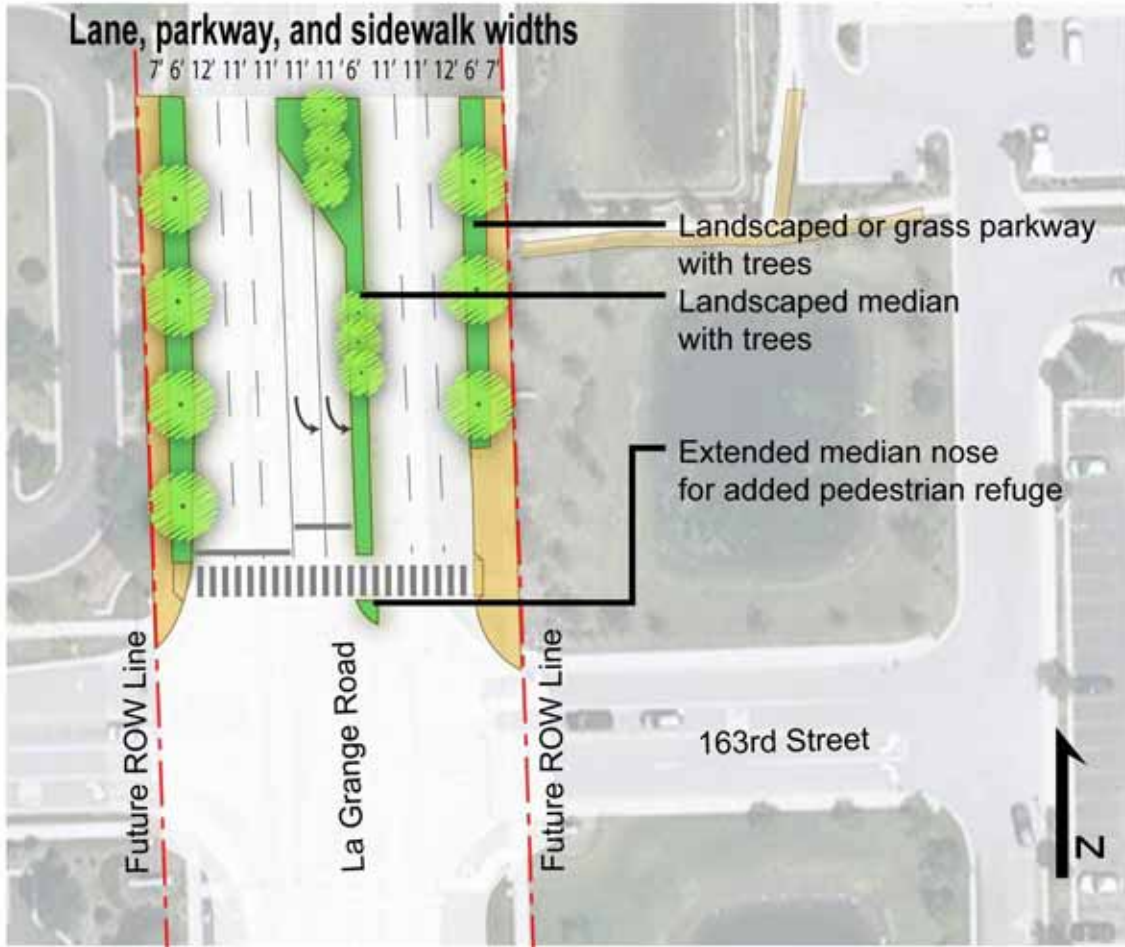 Lane, parkway, and sidewalk widths
7' 6' 12' 11' 11' 11' 11' 6' 11' 11' 12' 6' 7'
Landscaped or grass parkway
with trees
Landscaped median
with trees
Extended median nose
for added pedestrian refuge
Future ROW Line
La Grange Road
Future ROW Line
163rd Street
N